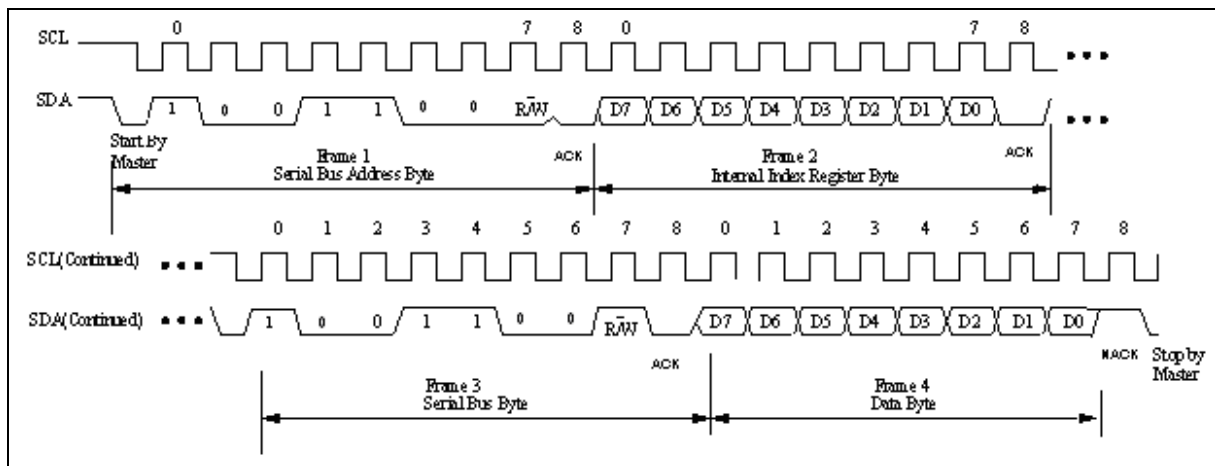 0 7 8 0 7 8
SCL
SDA 1 0 0 1 1 0 0 R/W D7 D6 D5 D4 D3 D2 D1 D0
Start By
Master
Frame 1 ACK Frame 2 ACK
Serial Bus Address Byte Internal Index Register Byte
0 1 2 3 4 5 6 7 8 0 1 2 3 4 5 6 7 8
SCL(Continued)
SDA(Continued) 1 0 0 1 1 0 0 R/W D7 D6 D5 D4 D3 D2 D1 D0
ACK NACK Stop by
Master
Frame 3 Frame 4
Serial Bus Byte Data Byte